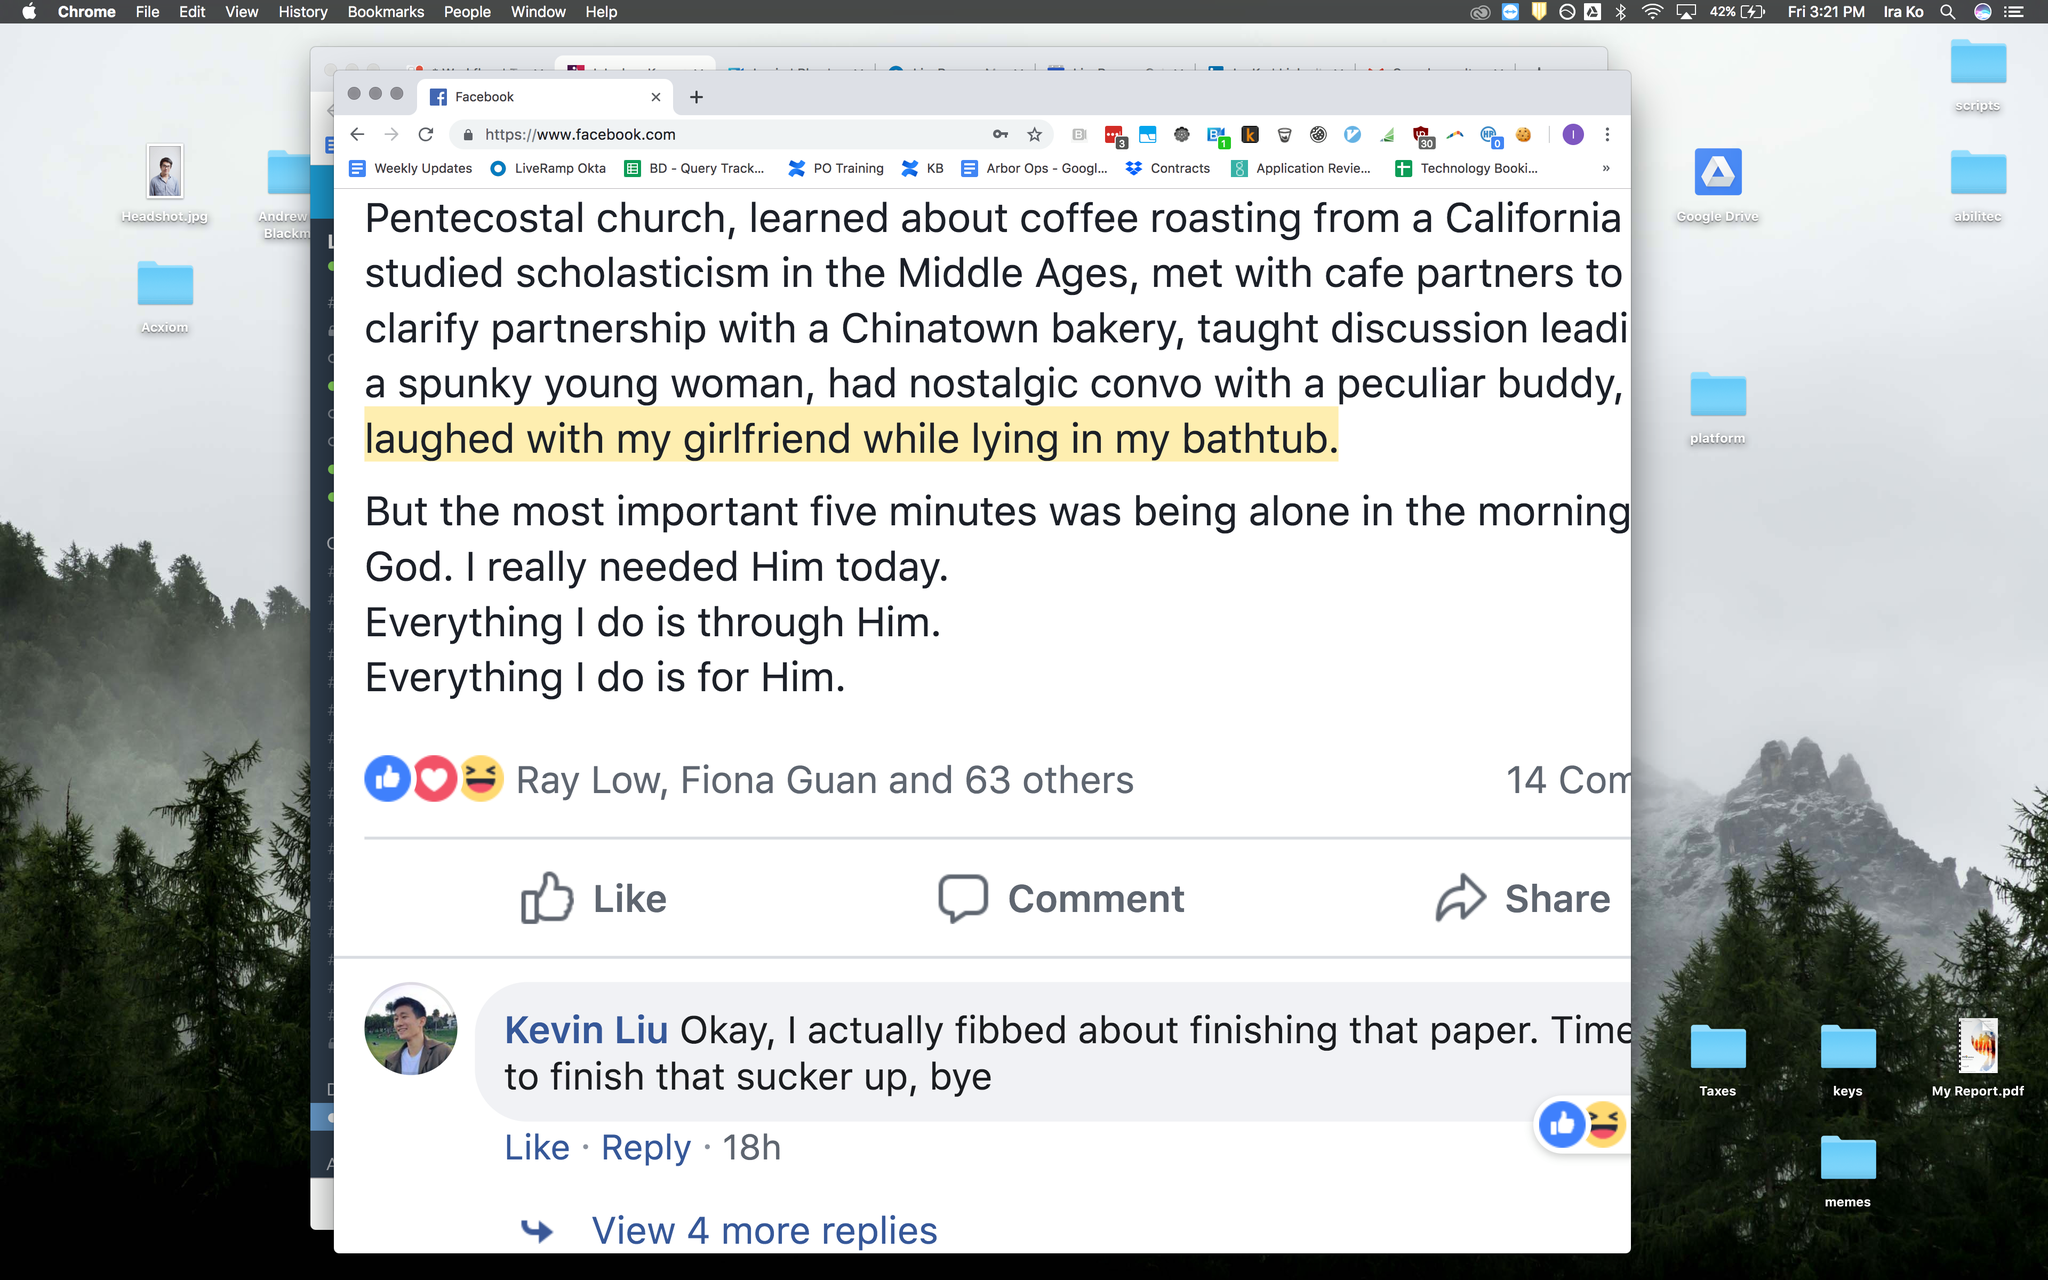 Chrome File Edit View History Bookmarks People Window Help 42% Fri 3:21 PM Ira Ko
Facebook
https://www.facebook.com
3 1 30 0 I
Weekly Updates LiveRamp Okta BD - Query Track... PO Training KB Arbor Ops - Googl... Contracts Application Revie... Technology Booki... »
Pentecostal church, learned about coffee roasting from a California
studied scholasticism in the Middle Ages, met with cafe partners to
clarify partnership with a Chinatown bakery, taught discussion leadi
a spunky young woman, had nostalgic convo with a peculiar buddy,
laughed with my girlfriend while lying in my bathtub.
But the most important five minutes was being alone in the morning
God. I really needed Him today.
Everything I do is through Him.
Everything I do is for Him.
Ray Low, Fiona Guan and 63 others 14 Com
Like Comment Share
Kevin Liu Okay, I actually fibbed about finishing that paper. Time
to finish that sucker up, bye
Like · Reply · 18h
View 4 more replies
Headshot.jpg
Andrew
Blackm
Acxiom
scripts
Google Drive
abilitec
platform
Taxes
keys
My Report.pdf
memes